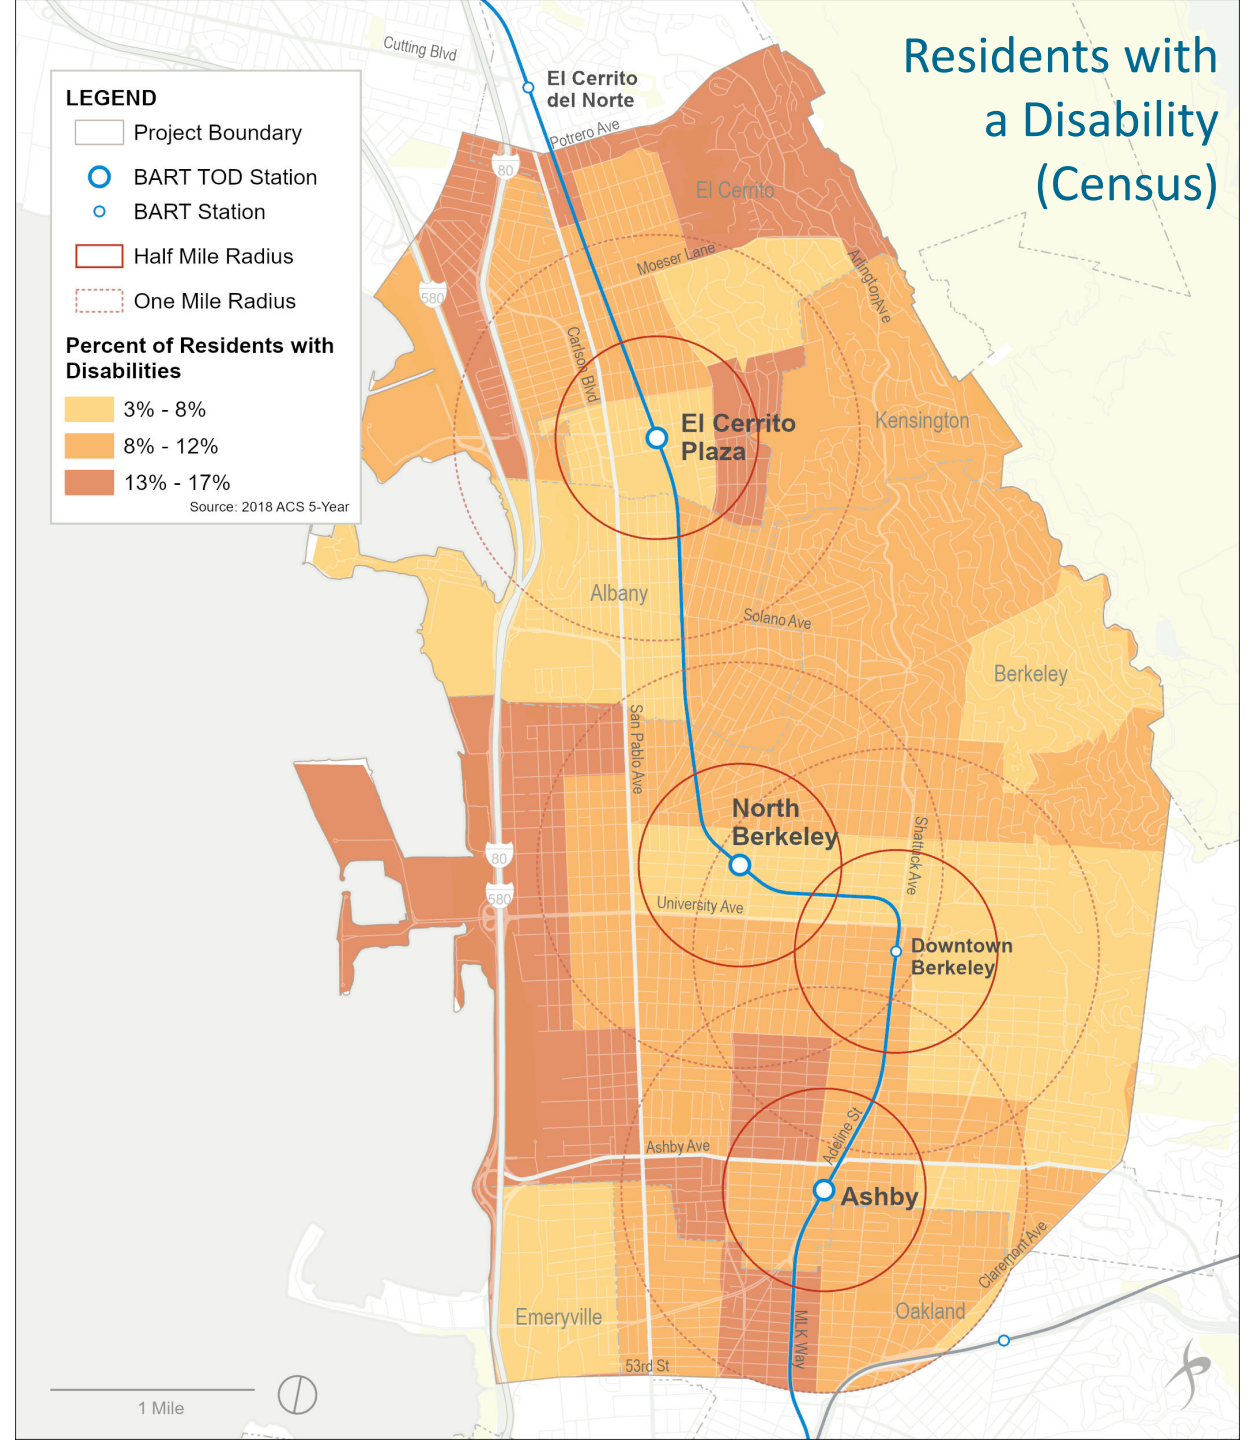 Residents with
a Disability
(Census)
LEGEND
Project Boundary
BART TOD Station
BART Station
Half Mile Radius
One Mile Radius
Percent of Residents with
Disabilities
3% - 8%
8% - 12%
13% - 17%
Source: 2018 ACS 5-Year
Cutting Blvd
El Cerrito
del Norte
Potrero Ave
80
El Cerrito
Moeser Lane
Arlington Ave
580
Carlson Blvd
El Cerrito
Plaza
Kensington
Albany
Solano Ave
Berkeley
San Pablo Ave
North
Berkeley
Shattuck Ave
80
580
University Ave
Downtown
Berkeley
Adeline St
Ashby Ave
Ashby
Claremont Ave
Emeryville
Oakland
MLK Way
53rd St
1 Mile